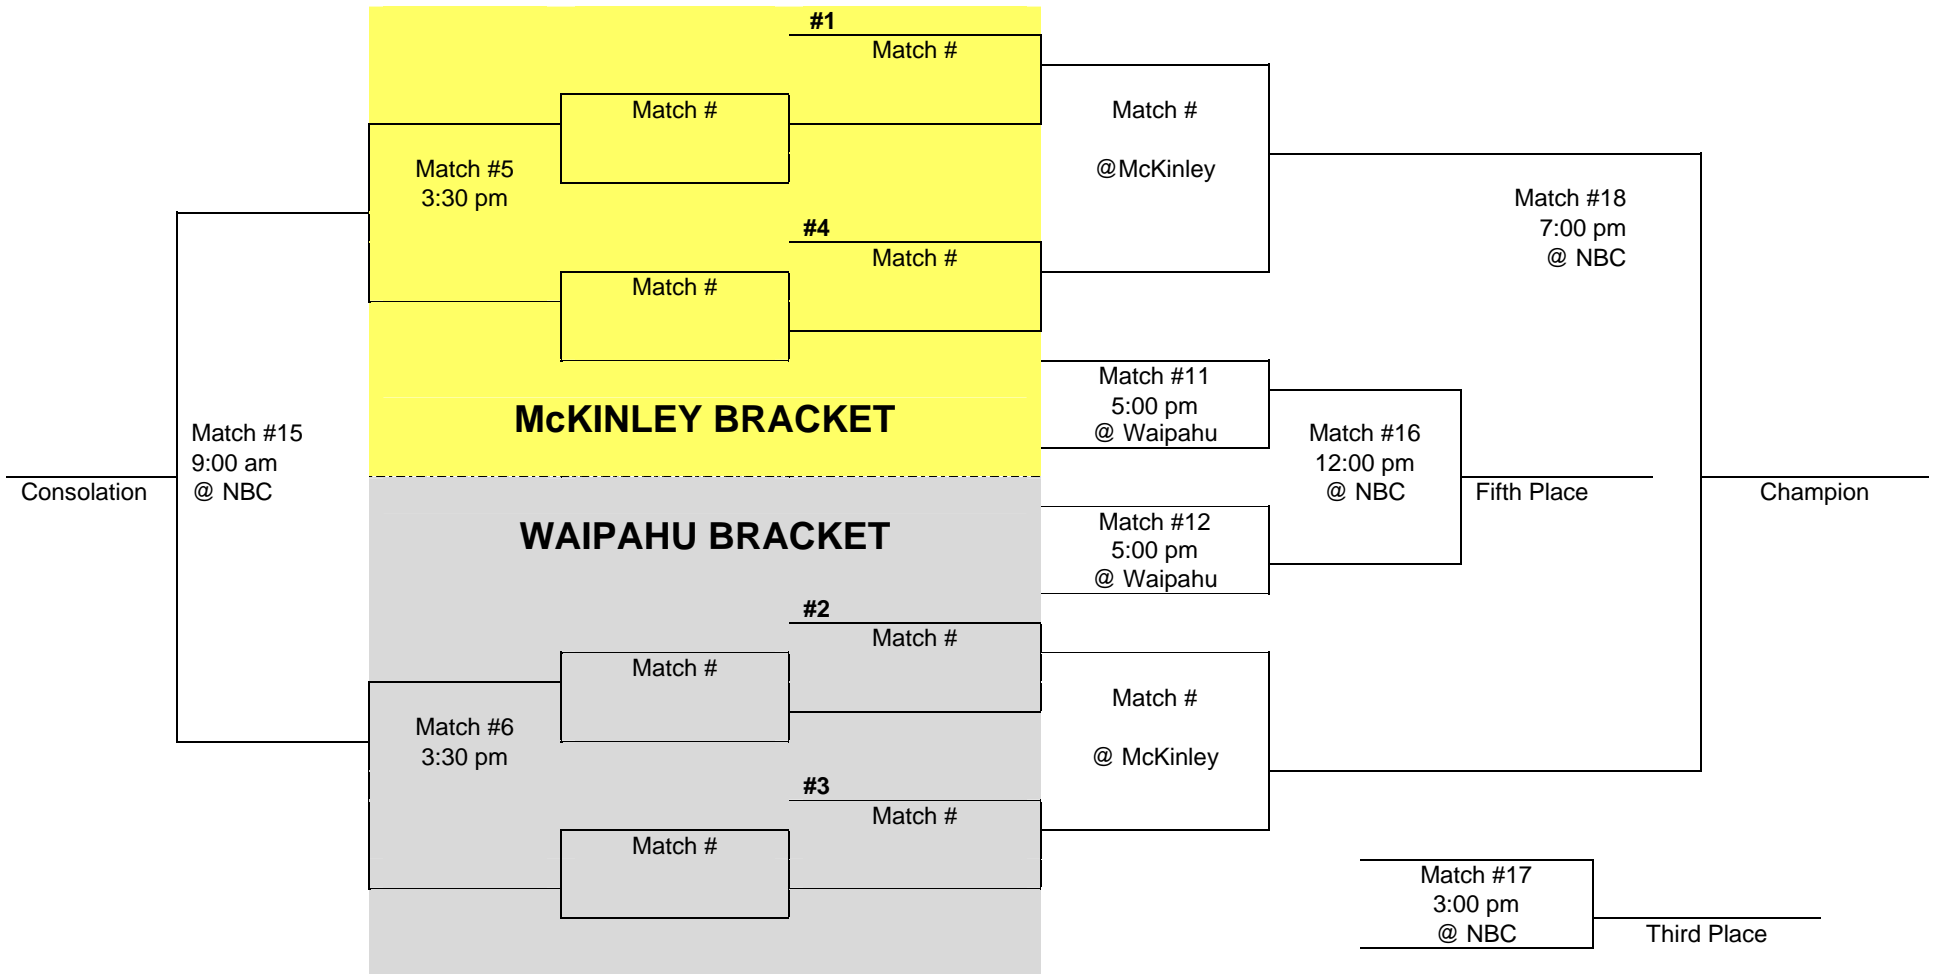 #1
Match #
Match #
Match #
@McKinley
Match #5
3:30 pm
Match #18
7:00 pm
@ NBC
#4
Match #
Match #
Match #11
5:00 pm
@ Waipahu
McKINLEY BRACKET
Match #15
9:00 am
@ NBC
Match #16
12:00 pm
@ NBC
Consolation
Fifth Place
Champion
WAIPAHU BRACKET
Match #12
5:00 pm
@ Waipahu
#2
Match #
Match #
Match #
@ McKinley
Match #6
3:30 pm
#3
Match #
Match #
Match #17
3:00 pm
@ NBC
Third Place